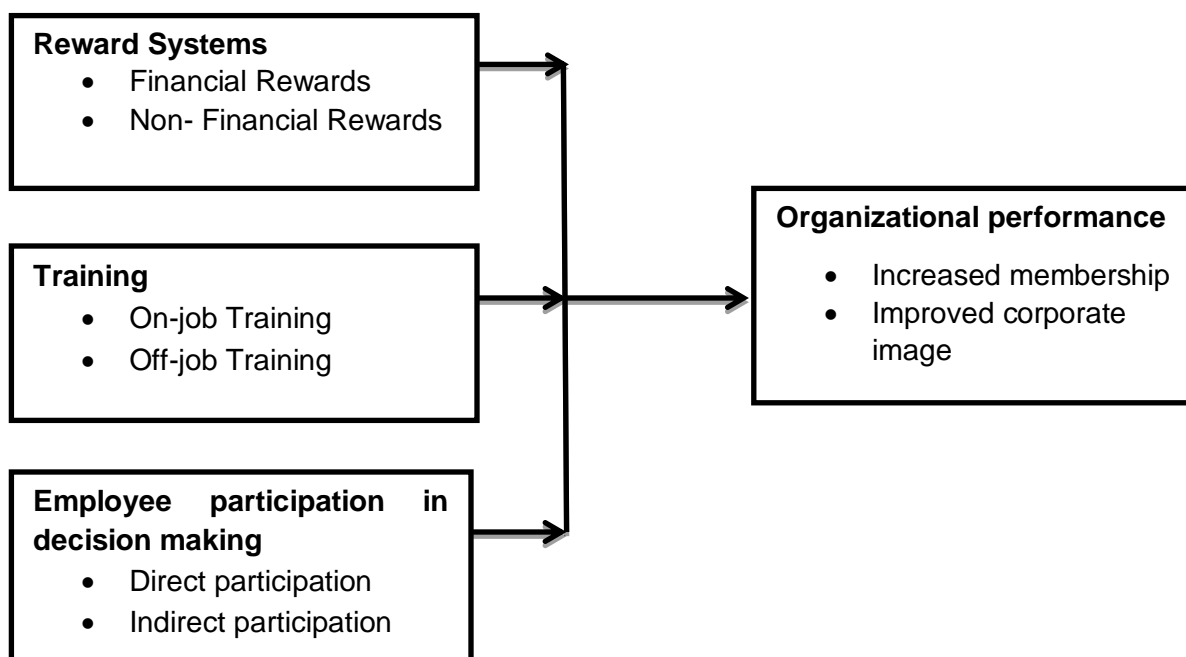 Reward Systems
• Financial Rewards
• Non- Financial Rewards
Training
• On-job Training
• Off-job Training
Employee participation in
decision making
• Direct participation
• Indirect participation
Organizational performance
• Increased membership
• Improved corporate
image